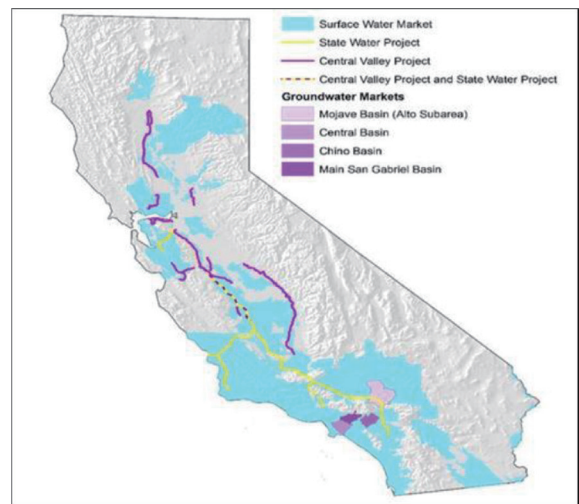 Surface Water Market
State Water Project
Central Valley Project
Central Valley Project and State Water Project
Groundwater Markets
Mojave Basin (Alto Subarea)
Central Basin
Chino Basin
Main San Gabriel Basin